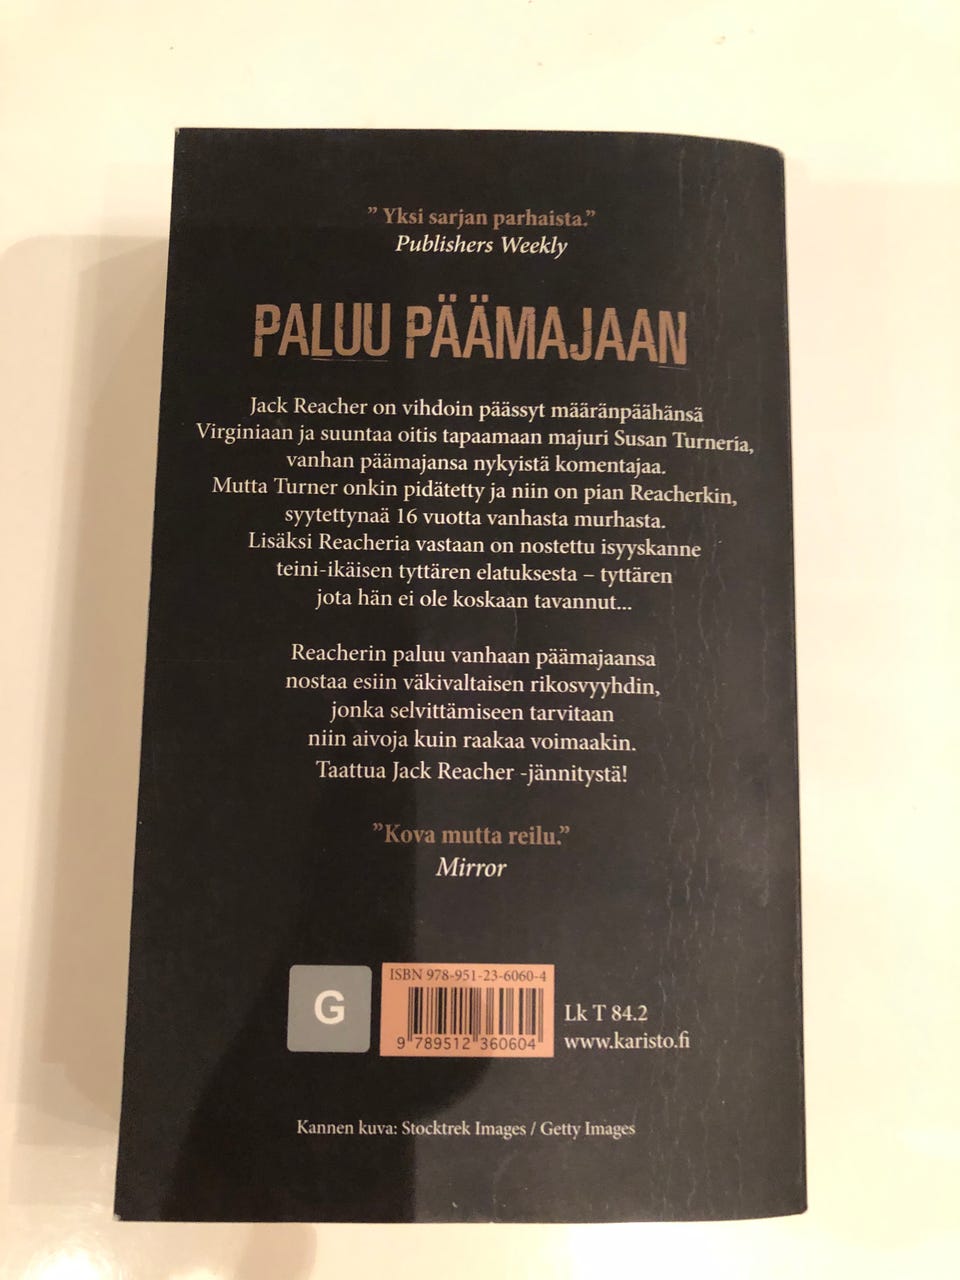 ” Yksi sarjan parhaista.”
Publishers Weekly
PALUU PÄÄMAJAAN
Jack Reacher on vihdoin päässyt määränpäähänsä
Virginiaan ja suuntaa oitis tapaamaan majuri Susan Turneria,
vanhan päämajansa nykyistä komentajaa.
Mutta Turner onkin pidätetty ja niin on pian Reacherkin,
syytettynaä 16 vuotta vanhasta murhasta.
Lisäksi Reacheria vastaan on nostettu isyyskanne
teini-ikäisen tyttären elatuksesta – tyttären
jota hän ei ole koskaan tavannut...
Reacherin paluu vanhaan päämajaansa
nostaa esiin väkivaltaisen rikosvyyhdin,
jonka selvittämiseen tarvitaan
niin aivoja kuin raakaa voimaakin.
Taattua Jack Reacher -jännitystä!
”Kova mutta reilu.”
Mirror
G
ISBN 978-951-23-6060-4
9 789512 360604
Lk T 84.2
www.karisto.fi
Kannen kuva: Stocktrek Images / Getty Images